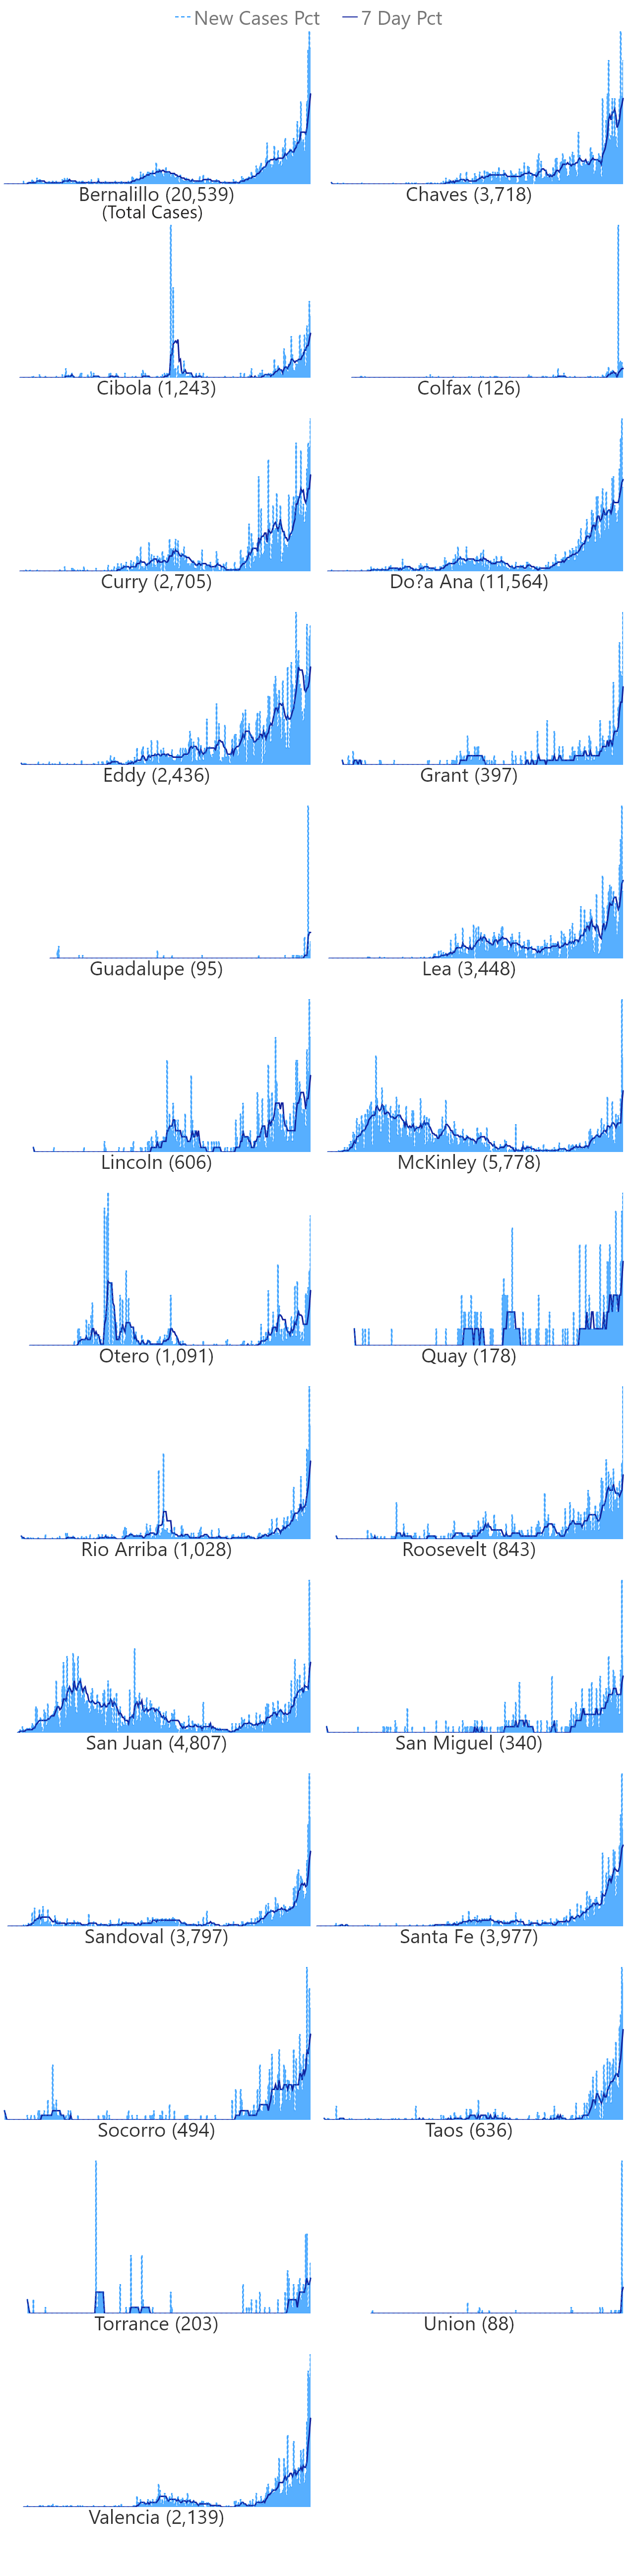 New Cases Pct 7 Day Pct
Bernalillo (20,539)
(Total Cases)
Chaves (3,718)
Cibola (1,243)
Colfax (126)
Curry (2,705)
Do?a Ana (11,564)
Eddy (2,436)
Grant (397)
Guadalupe (95)
Lea (3,448)
Lincoln (606)
McKinley (5,778)
Otero (1,091)
Quay (178)
Rio Arriba (1,028)
Roosevelt (843)
San Juan (4,807)
San Miguel (340)
Sandoval (3,797)
Santa Fe (3,977)
Socorro (494)
Taos (636)
Torrance (203)
Union (88)
Valencia (2,139)